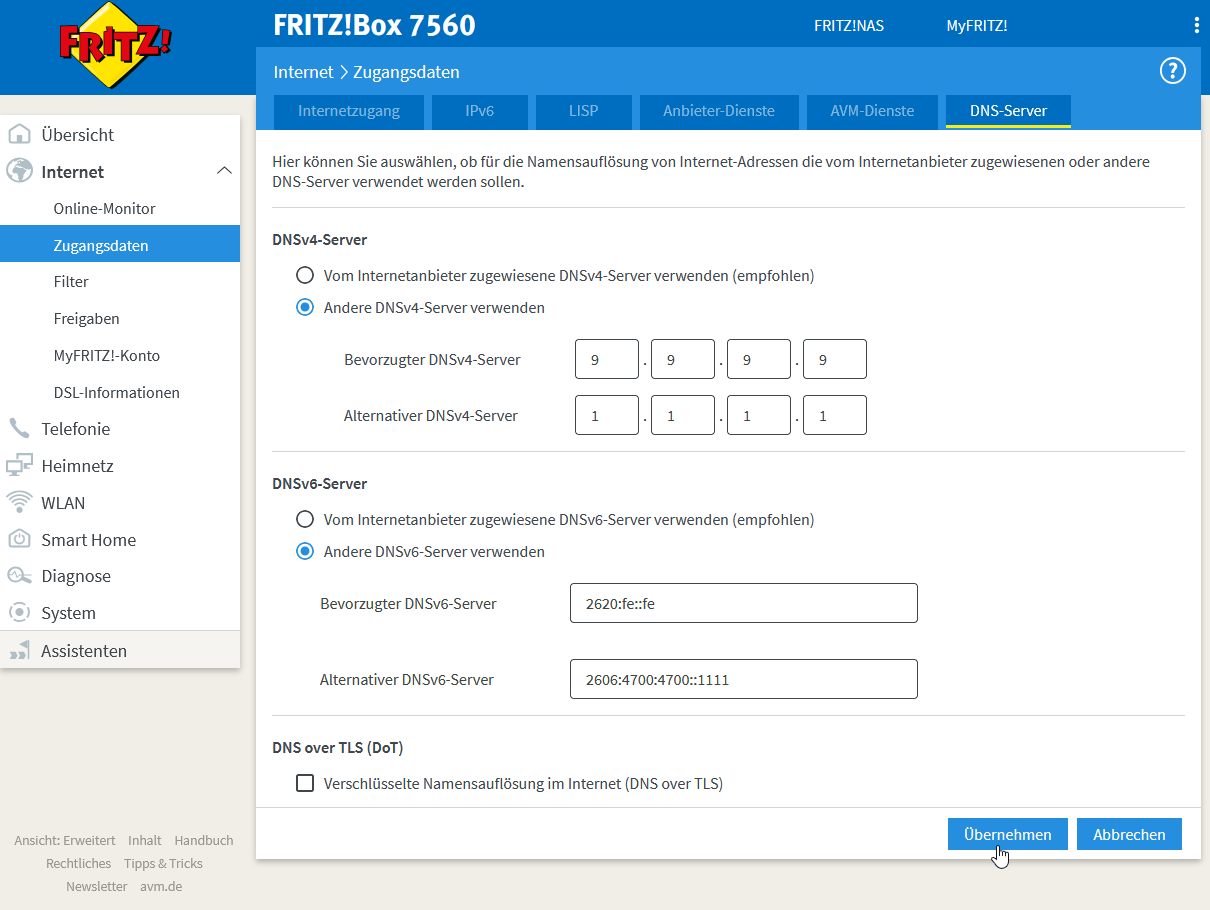 FRITZ!
FRITZ!Box 7560
FRITZ!NAS
MyFRITZ!
Internet > Zugangsdaten
?
Internetzugang
IPv6
LISP
Anbieter-Dienste
AVM-Dienste
DNS-Server
Übersicht
Internet
Online-Monitor
Zugangsdaten
Filter
Freigaben
MyFRITZ!-Konto
DSL-Informationen
Telefonie
Heimnetz
WLAN
Smart Home
Diagnose
System
Assistenten
Ansicht: Erweitert Inhalt Handbuch
Rechtliches Tipps & Tricks
Newsletter avm.de
Hier können Sie auswählen, ob für die Namensauflösung von Internet-Adressen die vom Internetanbieter zugewiesenen oder andere
DNS-Server verwendet werden sollen.
DNSv4-Server
Vom Internetanbieter zugewiesene DNSv4-Server verwenden (empfohlen)
Andere DNSv4-Server verwenden
Bevorzugter DNSv4-Server 9 . 9 . 9 . 9
Alternativer DNSv4-Server 1 . 1 . 1 . 1
DNSv6-Server
Vom Internetanbieter zugewiesene DNSv6-Server verwenden (empfohlen)
Andere DNSv6-Server verwenden
Bevorzugter DNSv6-Server 2620:fe::fe
Alternativer DNSv6-Server 2606:4700:4700::1111
DNS over TLS (DoT)
Verschlüsselte Namensauflösung im Internet (DNS over TLS)
Übernehmen
Abbrechen